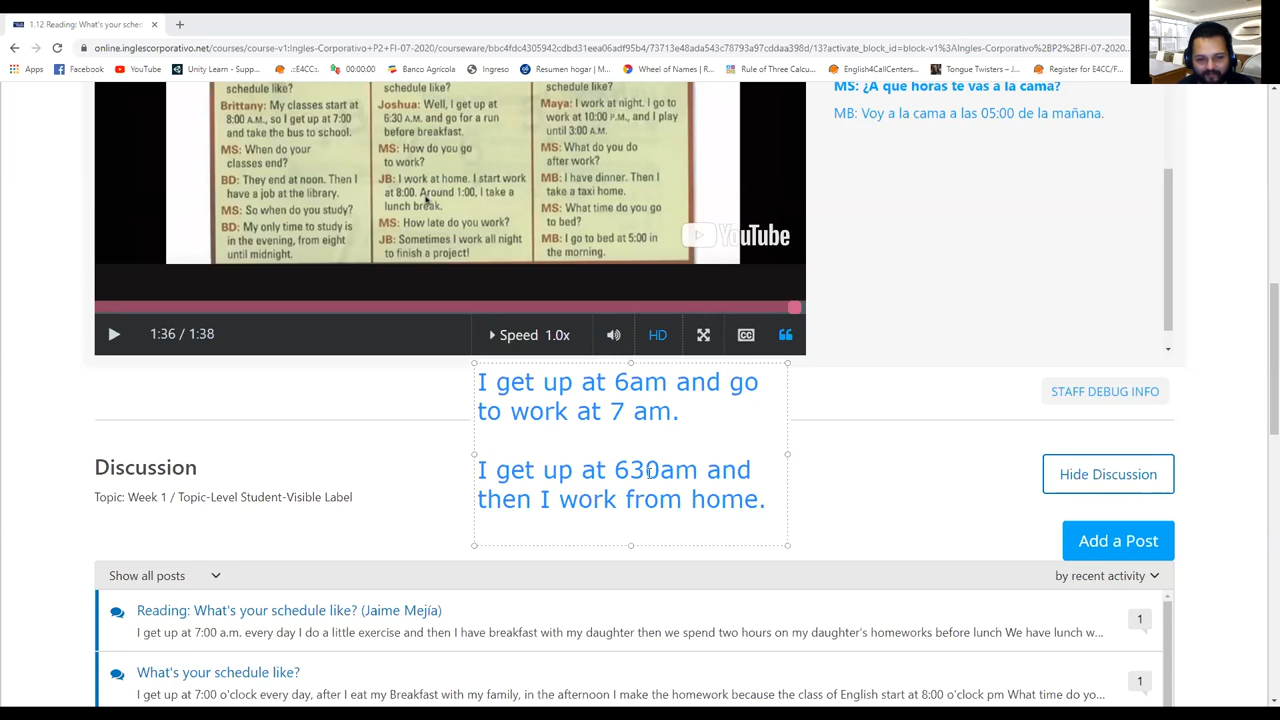 1.12 Reading: What's your sched
online.inglescorporativo.net/courses/course-v1:Ingles-Corporativo+P2+FI-07-2020/courseware/bbc4fdc4305942cdbd31eea06adf95b4/73713e48ada543c78793a97cddaa398d/13?activate_block_id=block-v1%3AIngles-Corporativo%2BP2%2BFI%2B07-2020...
Apps Facebook YouTube Unity Learn - Supp... .:E4CC:. 00:00:00 Banco Agrícola Ingreso Resumen hogar | M... Wheel of Names | R... Rule of Three Calcu... English4CallCenters... Tongue Twisters – J... Register for E4CC/F
schedule like?
Brittany: My classes start at
8:00 A.M., so I get up at 7:00
and take the bus to school.
MS: When do your
classes end?
BD: They end at noon. Then I
have a job at the library.
MS: So when do you study?
BD: My only time to study is
in the evening, from eight
until midnight.
schedule like?
Joshua: Well, I get up at
6:30 A.M. and go for a run
before breakfast.
MS: How do you go
to work?
JB: I work at home. I start work
at 8:00. Around 1:00, I take a
lunch break.
MS: How late do you work?
JB: Sometimes I work all night
to finish a project!
schedule like?
Maya: I work at night. I go to
work at 10:00 P.M., and I play
until 3:00 A.M.
MS: What do you do
after work?
MB: I have dinner. Then I
take a taxi home.
MS: What time do you go
to bed?
MB: I go to bed at 5:00 in
the morning.
YouTube
MS: ¿A que horas te vas a la cama?
MB: Voy a la cama a las 05:00 de la mañana.
1:36 / 1:38
Speed 1.0x
HD
CC
I get up at 6am and go
to work at 7 am.
I get up at 630am and
then I work from home.
STAFF DEBUG INFO
Discussion
Topic: Week 1 / Topic-Level Student-Visible Label
Hide Discussion
Add a Post
Show all posts
by recent activity
Reading: What's your schedule like? (Jaime Mejía)
1
I get up at 7:00 a.m. every day I do a little exercise and then I have breakfast with my daughter then we spend two hours on my daughter's homeworks before lunch We have lunch w...
What's your schedule like?
1
I get up at 7:00 o'clock every day, after I eat my Breakfast with my family, in the afternoon I make the homework because the class of English start at 8:00 o'clock pm What time do yo...